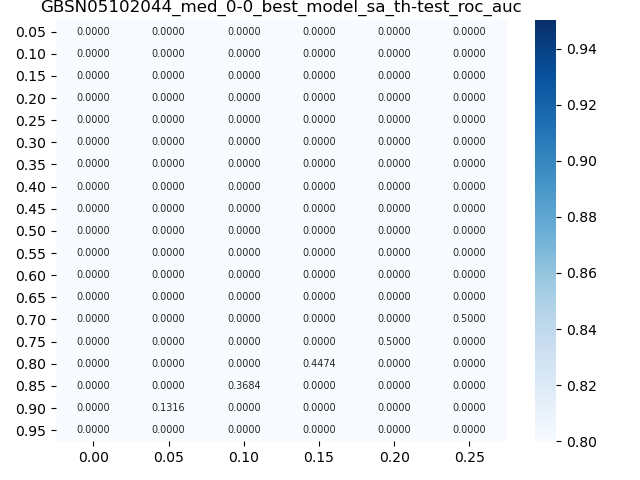 GBSN05102044_med_0-0_best_model_sa_th-test_roc_auc
0.05 0.0000 0.0000 0.0000 0.0000 0.0000 0.0000
0.10 0.0000 0.0000 0.0000 0.0000 0.0000 0.0000
0.15 0.0000 0.0000 0.0000 0.0000 0.0000 0.0000
0.20 0.0000 0.0000 0.0000 0.0000 0.0000 0.0000
0.25 0.0000 0.0000 0.0000 0.0000 0.0000 0.0000
0.30 0.0000 0.0000 0.0000 0.0000 0.0000 0.0000
0.35 0.0000 0.0000 0.0000 0.0000 0.0000 0.0000
0.40 0.0000 0.0000 0.0000 0.0000 0.0000 0.0000
0.45 0.0000 0.0000 0.0000 0.0000 0.0000 0.0000
0.50 0.0000 0.0000 0.0000 0.0000 0.0000 0.0000
0.55 0.0000 0.0000 0.0000 0.0000 0.0000 0.0000
0.60 0.0000 0.0000 0.0000 0.0000 0.0000 0.0000
0.65 0.0000 0.0000 0.0000 0.0000 0.0000 0.0000
0.70 0.0000 0.0000 0.0000 0.0000 0.0000 0.5000
0.75 0.0000 0.0000 0.0000 0.0000 0.5000 0.0000
0.80 0.0000 0.0000 0.0000 0.4474 0.0000 0.0000
0.85 0.0000 0.0000 0.3684 0.0000 0.0000 0.0000
0.90 0.0000 0.1316 0.0000 0.0000 0.0000 0.0000
0.95 0.0000 0.0000 0.0000 0.0000 0.0000 0.0000
0.00 0.05 0.10 0.15 0.20 0.25
0.94
0.92
0.90
0.88
0.86
0.84
0.82
0.80